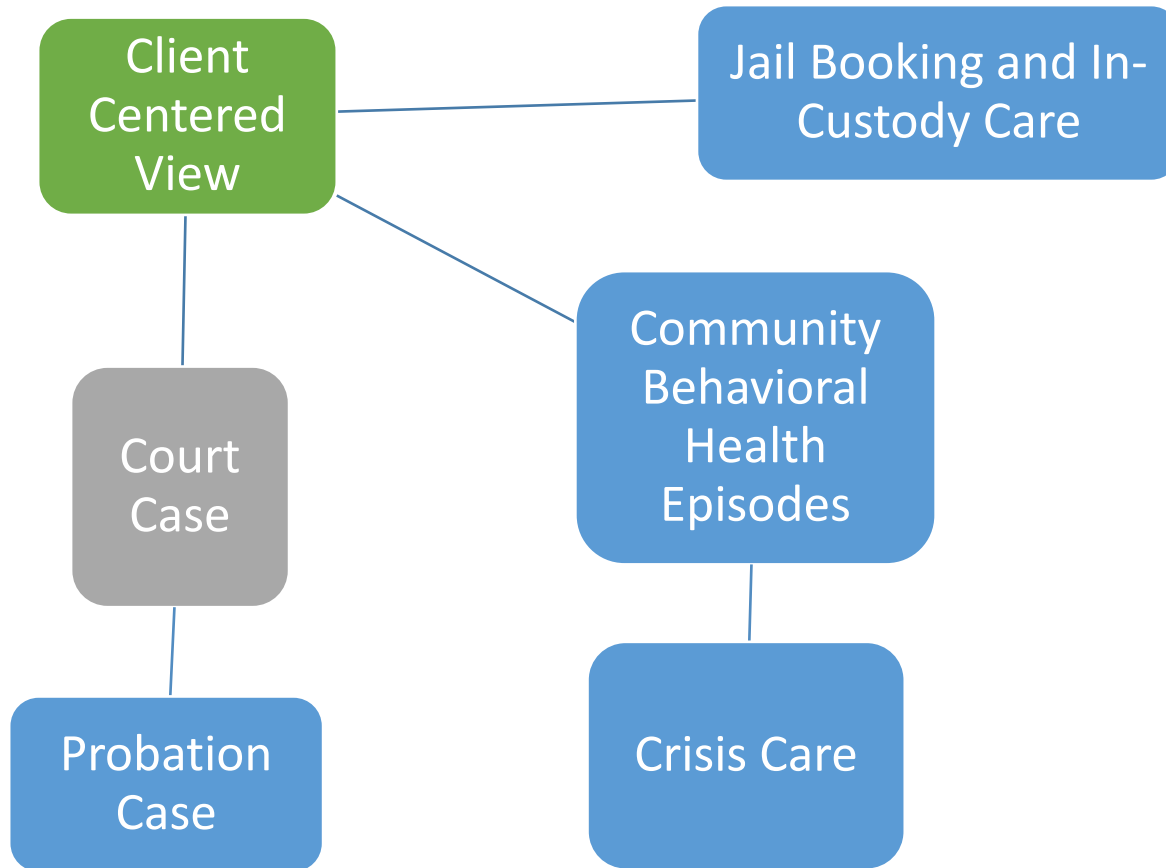 Client
Centered
View
Jail Booking and In-
Custody Care
Community
Behavioral
Health
Episodes
Court
Case
Probation
Case
Crisis Care